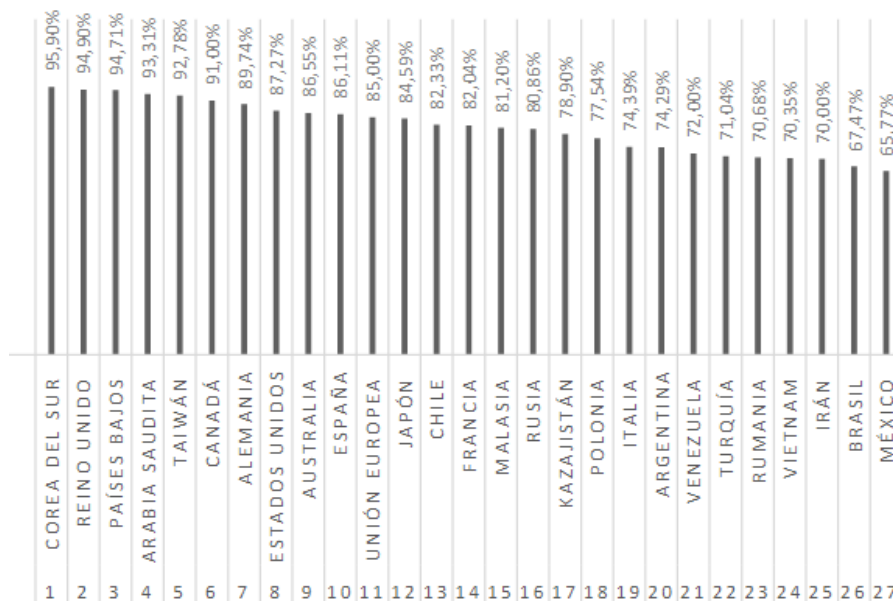 95,90%
94,90%
94,71%
93,31%
92,78%
91,00%
89,74%
87,27%
86,55%
86,11%
85,00%
84,59%
82,33%
82,04%
81,20%
80,86%
78,90%
77,54%
74,39%
74,29%
72,00%
71,04%
70,68%
70,35%
70,00%
67,47%
65,77%
COREA DEL SUR
REINO UNIDO
PAÍSES BAJOS
ARABIA SAUDITA
TAIWÁN
CANADÁ
ALEMANIA
ESTADOS UNIDOS
AUSTRALIA
ESPAÑA
UNIÓN EUROPEA
JAPÓN
CHILE
FRANCIA
MALASIA
RUSIA
KAZAJISTÁN
POLONIA
ITALIA
ARGENTINA
VENEZUELA
TURQUÍA
RUMANIA
VIETNAM
IRÁN
BRASIL
MÉXICO
1 2 3 4 5 6 7 8 9 10 11 12 13 14 15 16 17 18 19 20 21 22 23 24 25 26 27